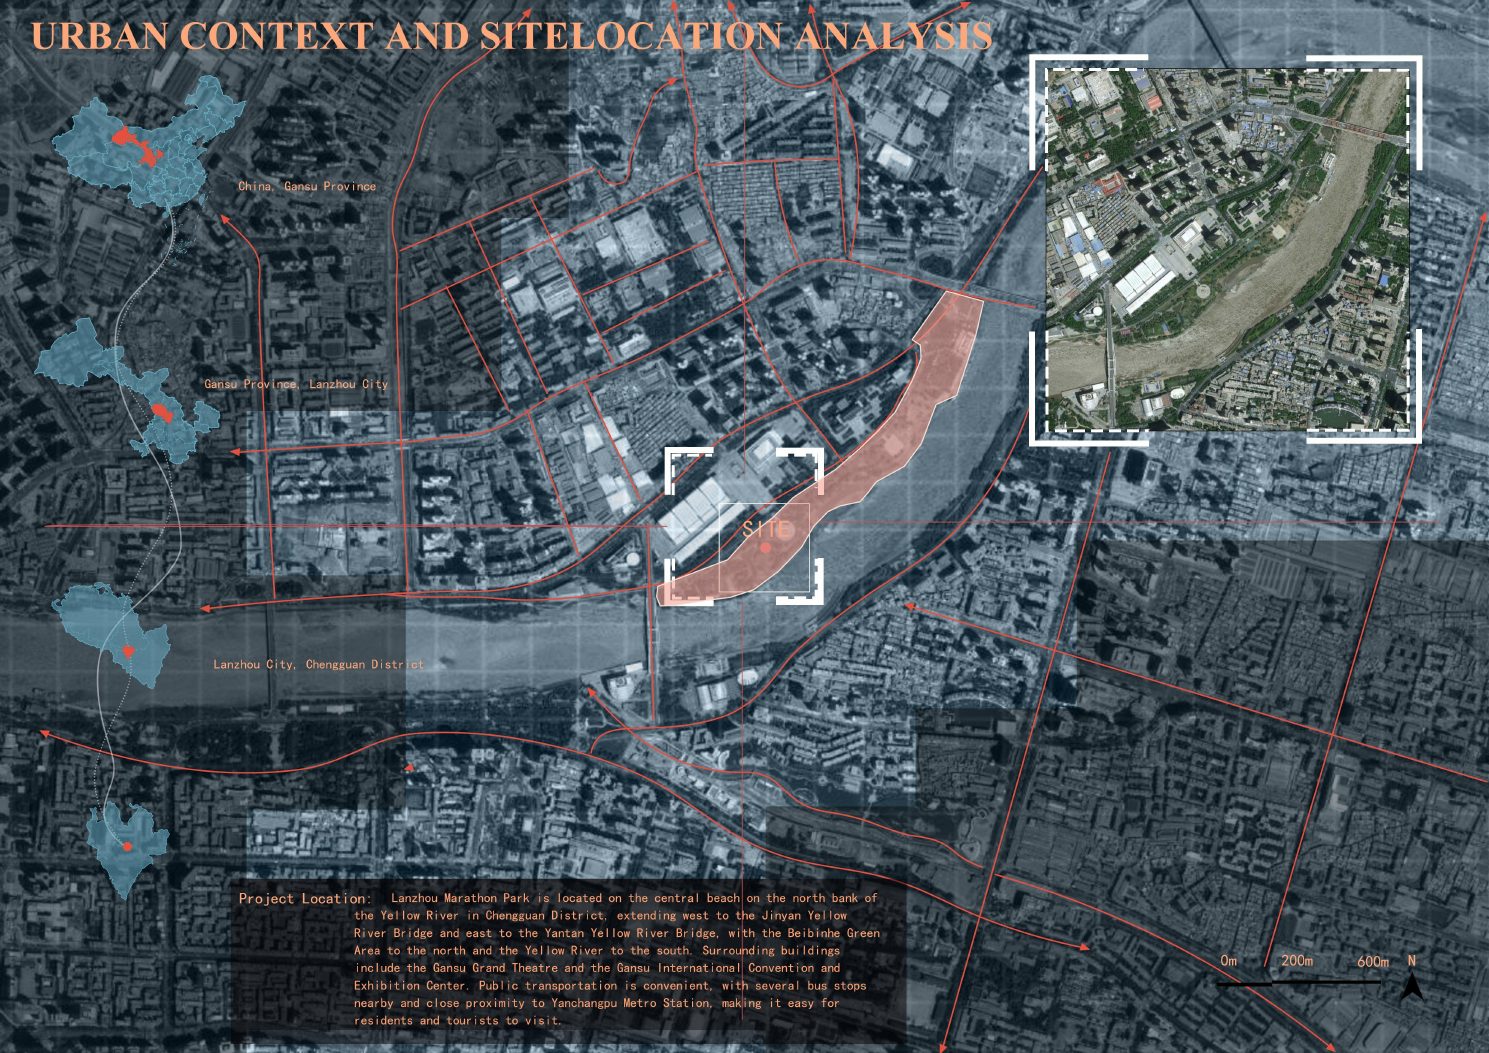 URBAN CONTEXT AND SITELOCATION ANALYSIS
China, Gansu Province
Gansu Province, Lanzhou City
SITE
Lanzhou City, Chengguan District
Project Location: Lanzhou Marathon Park is located on the central beach on the north bank of
the Yellow River in Chengguan District, extending west to the Jinyan Yellow
River Bridge and east to the Yantan Yellow River Bridge, with the Beibinhe Green
Area to the north and the Yellow River to the south. Surrounding buildings
include the Gansu Grand Theatre and the Gansu International Convention and
Exhibition Center. Public transportation is convenient, with several bus stops
nearby and close proximity to Yanchangpu Metro Station, making it easy for
residents and tourists to visit.
0m 200m 600m N